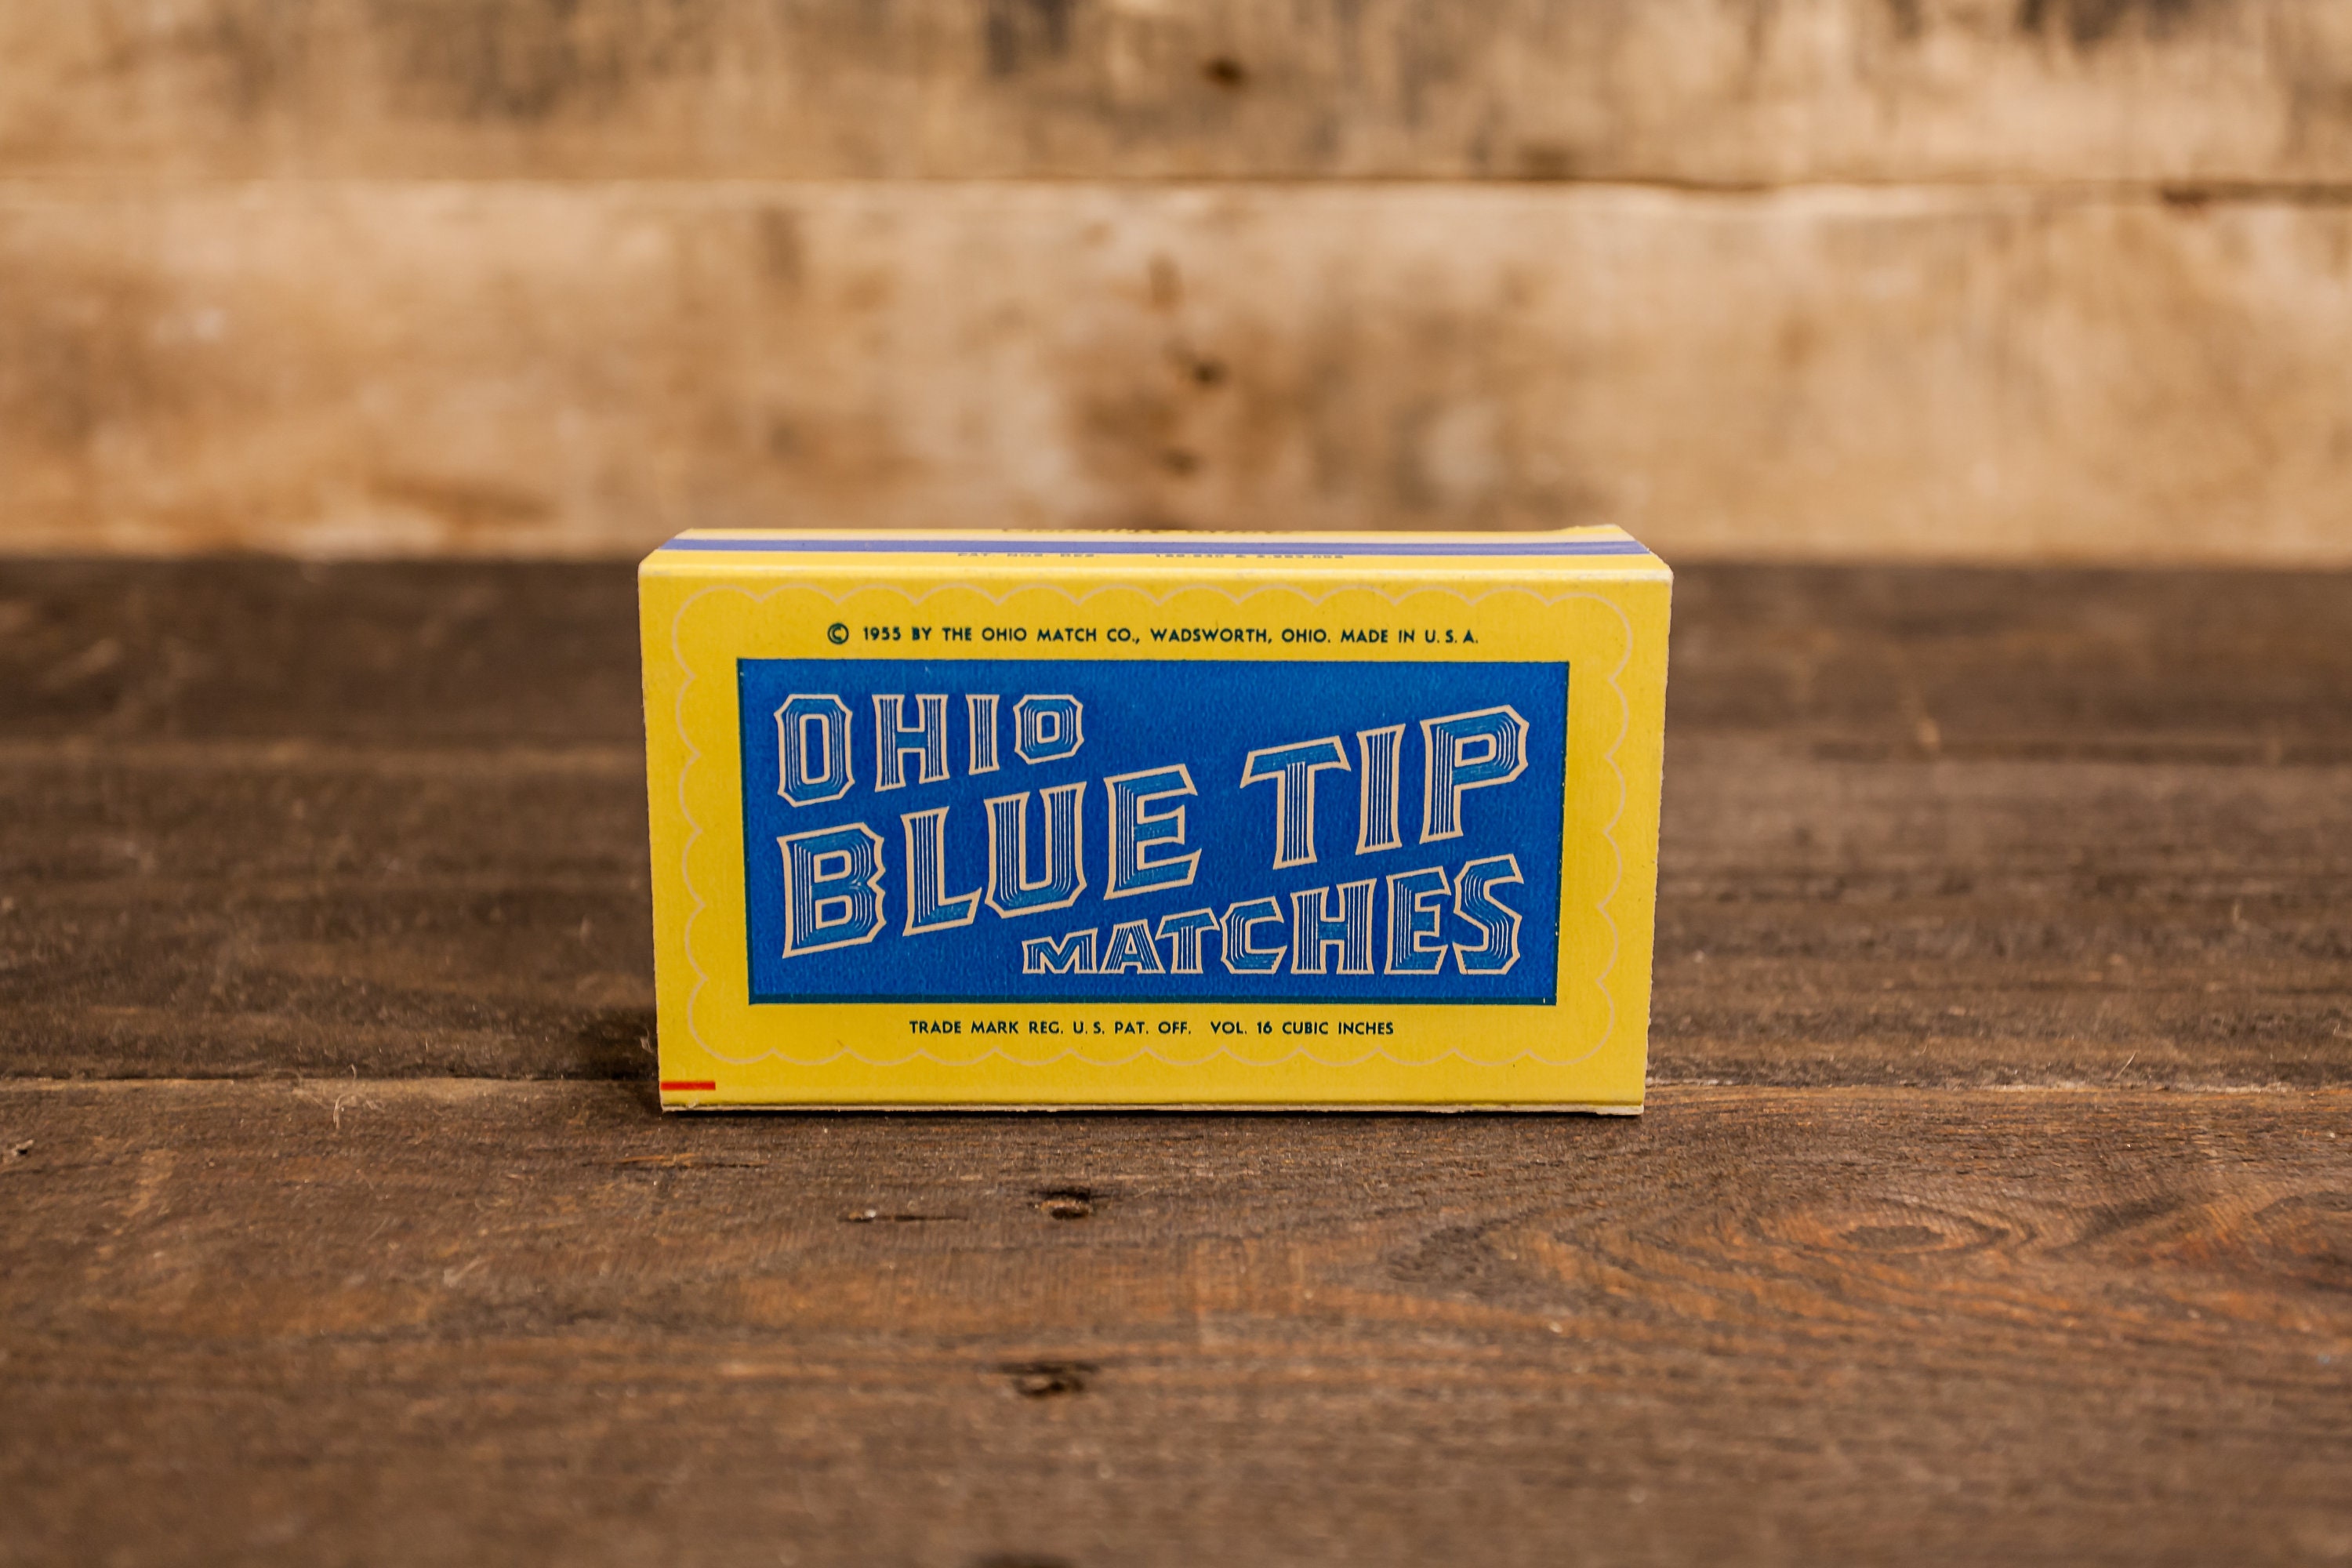 © 1955 BY THE OHIO MATCH CO., WADSWORTH, OHIO. MADE IN U.S.A.
OHIO
BLUE TIP
MATCHES
TRADE MARK REG. U.S. PAT. OFF. VOL. 16 CUBIC INCHES